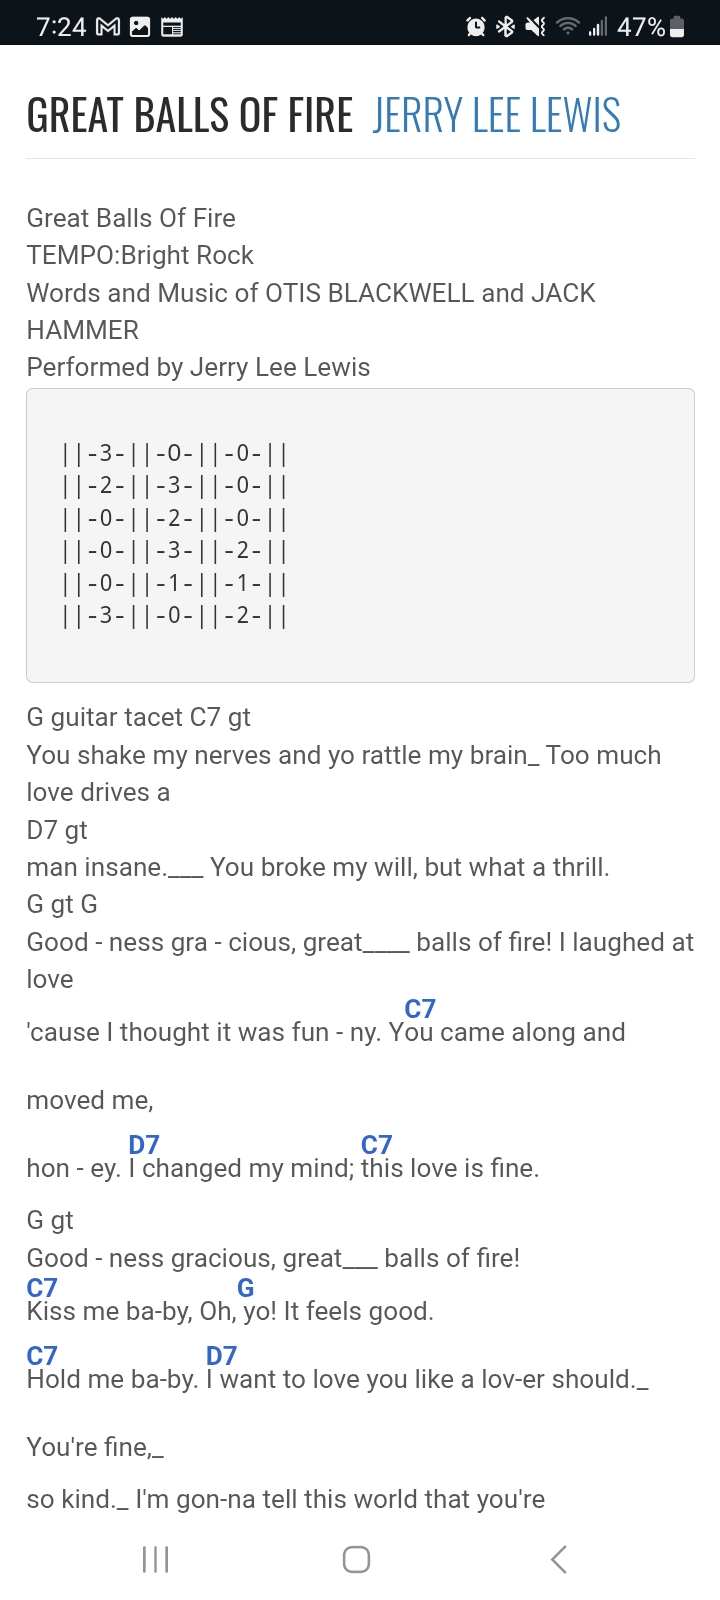 7:24 47%
GREAT BALLS OF FIRE JERRY LEE LEWIS
Great Balls Of Fire
TEMPO:Bright Rock
Words and Music of OTIS BLACKWELL and JACK
HAMMER
Performed by Jerry Lee Lewis
||-3-||-O-||-0-||
||-2-||-3-||-0-||
||-0-||-2-||-0-||
||-0-||-3-||-2-||
||-0-||-1-||-1-||
||-3-||-0-||-2-||
G guitar tacet C7 gt
You shake my nerves and yo rattle my brain_ Too much
love drives a
D7 gt
man insane.___ You broke my will, but what a thrill.
G gt G
Good - ness gra - cious, great____ balls of fire! I laughed at
love
C7
'cause I thought it was fun - ny. You came along and
moved me,
D7 C7
hon - ey. I changed my mind; this love is fine.
G gt
Good - ness gracious, great___ balls of fire!
C7 G
Kiss me ba-by, Oh, yo! It feels good.
C7 D7
Hold me ba-by. I want to love you like a lov-er should._
You're fine,_
so kind._ I'm gon-na tell this world that you're